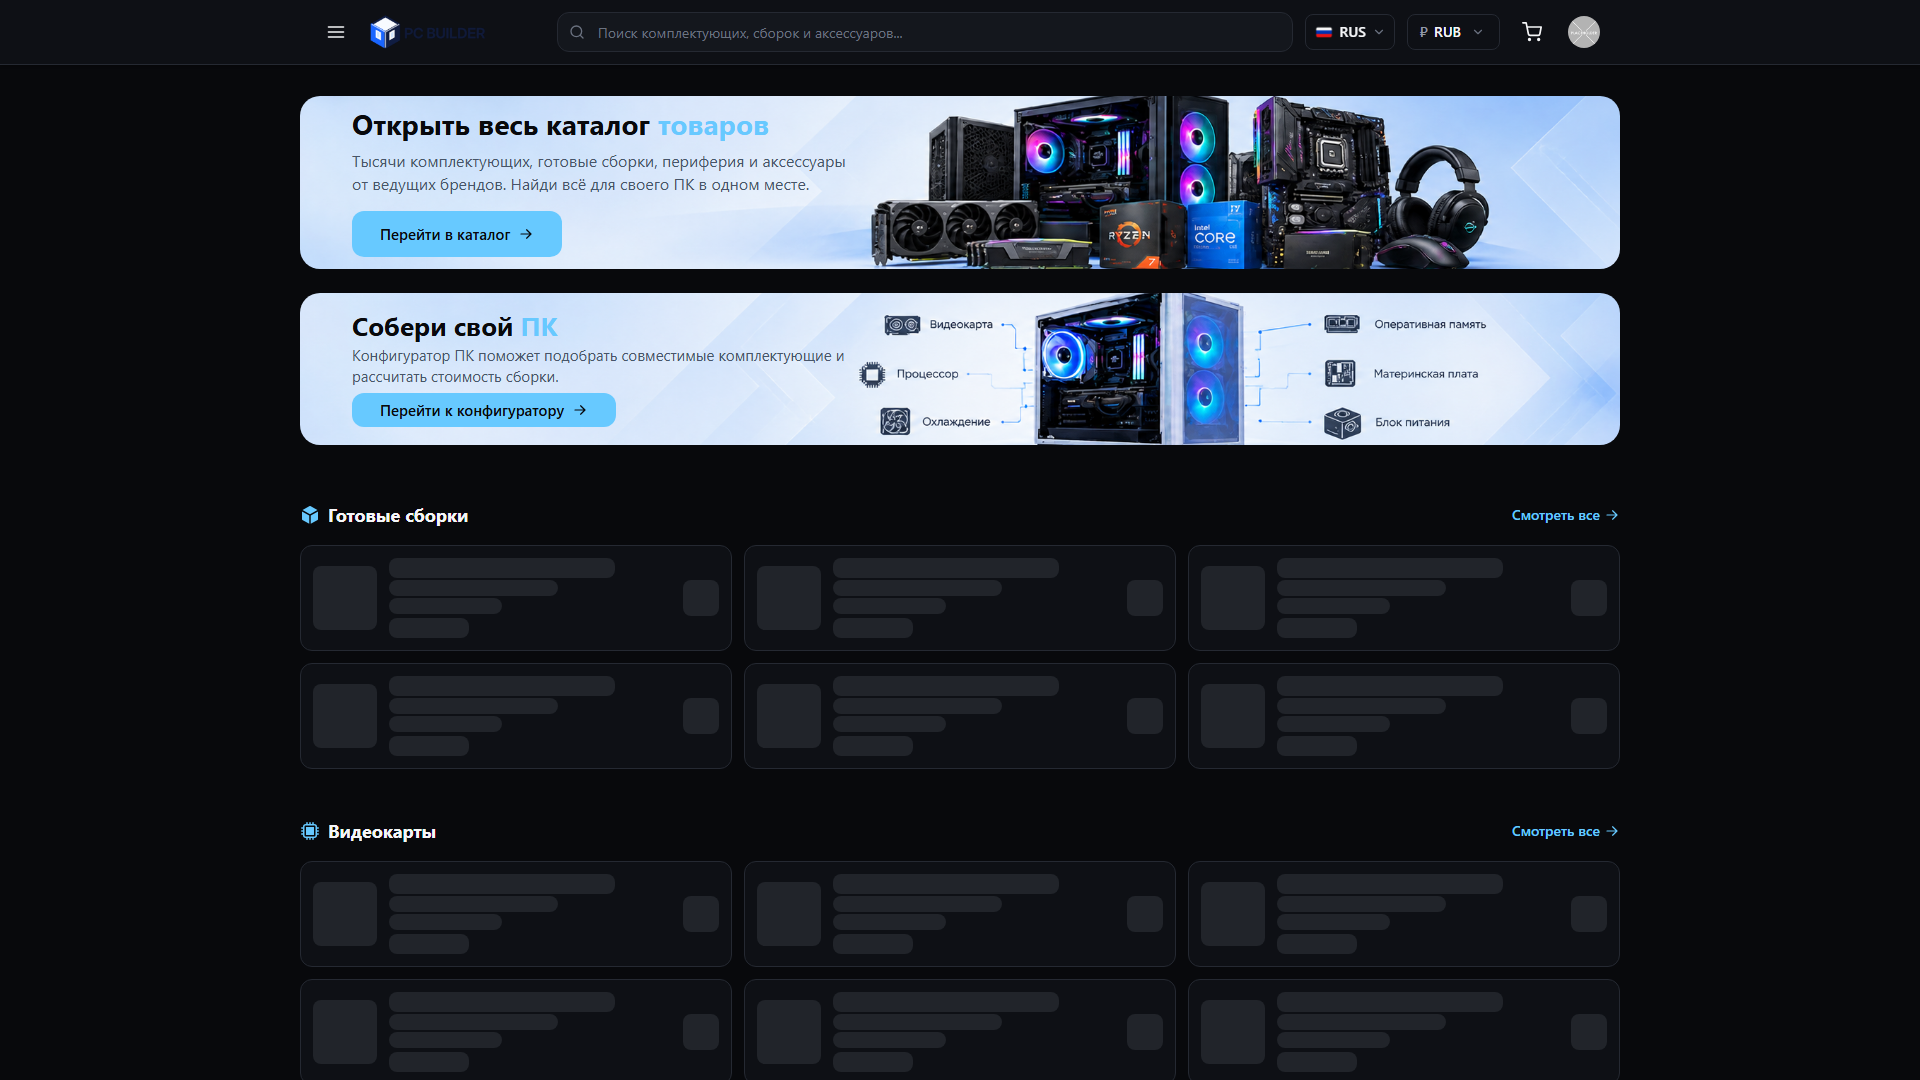 PC BUILDER
Поиск комплектующих, сборок и аксессуаров...
RUS
₽ RUB
Открыть весь каталог товаров
Тысячи комплектующих, готовые сборки, периферия и аксессуары
от ведущих брендов. Найди всё для своего ПК в одном месте.
Перейти в каталог
RYZEN
7
intel
CORE
Собери свой ПК
Конфигуратор ПК поможет подобрать совместимые комплектующие и
рассчитать стоимость сборки.
Перейти к конфигуратору
Видеокарта
Процессор
Охлаждение
Оперативная память
Материнская плата
Блок питания
Готовые сборки
Смотреть все
Видеокарты
Смотреть все